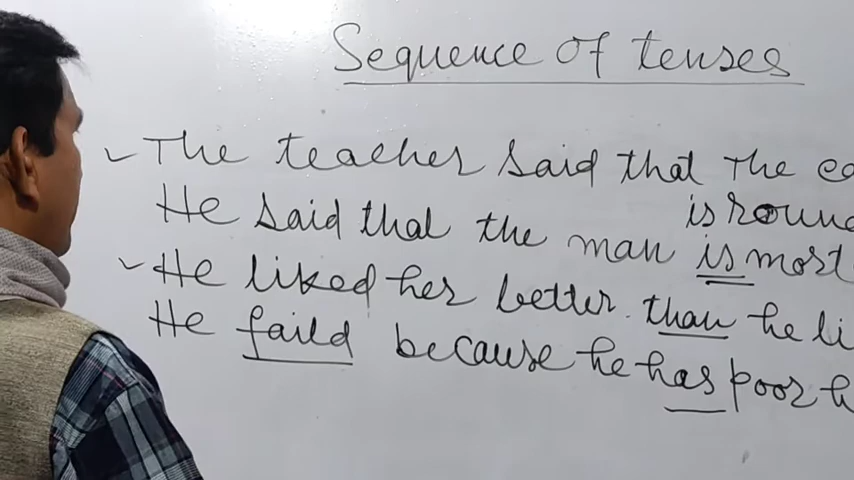 Sequence of tenses
The teacher said that The
is round
He said that the man is most
He liked her better than he
He faild because he has poor